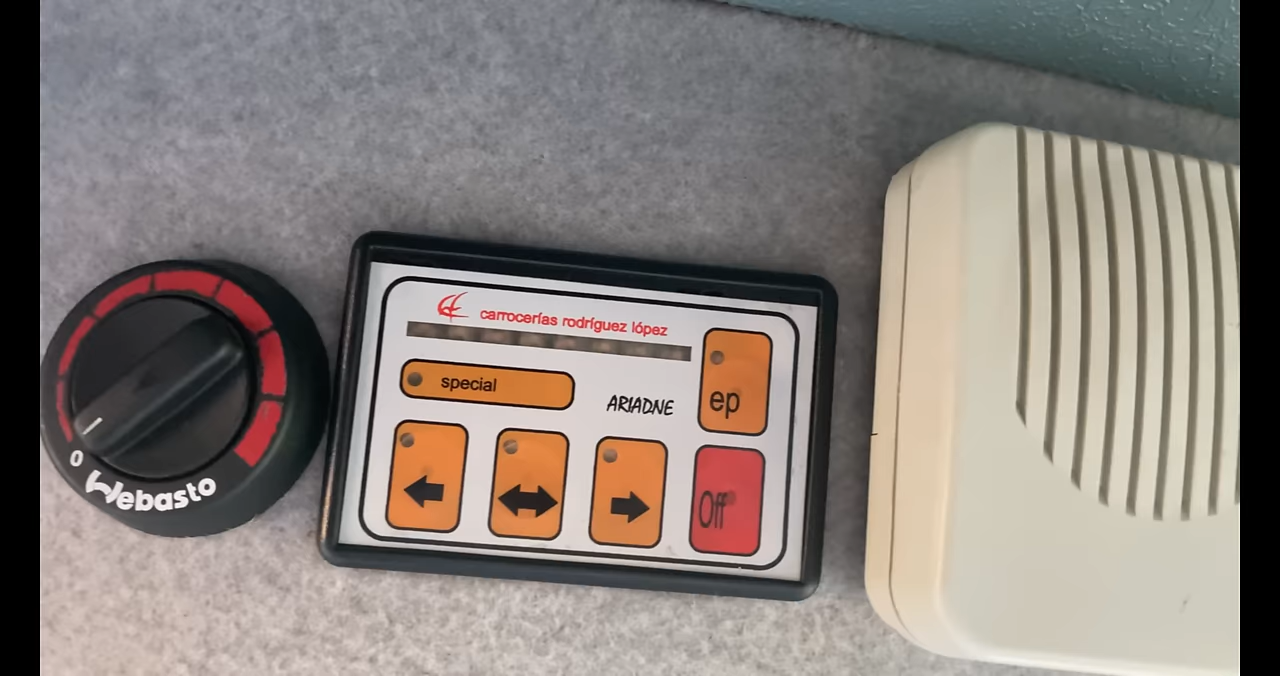 0
Webasto
carrocerías rodríguez lópez
special
ARIADNE
ep
Off